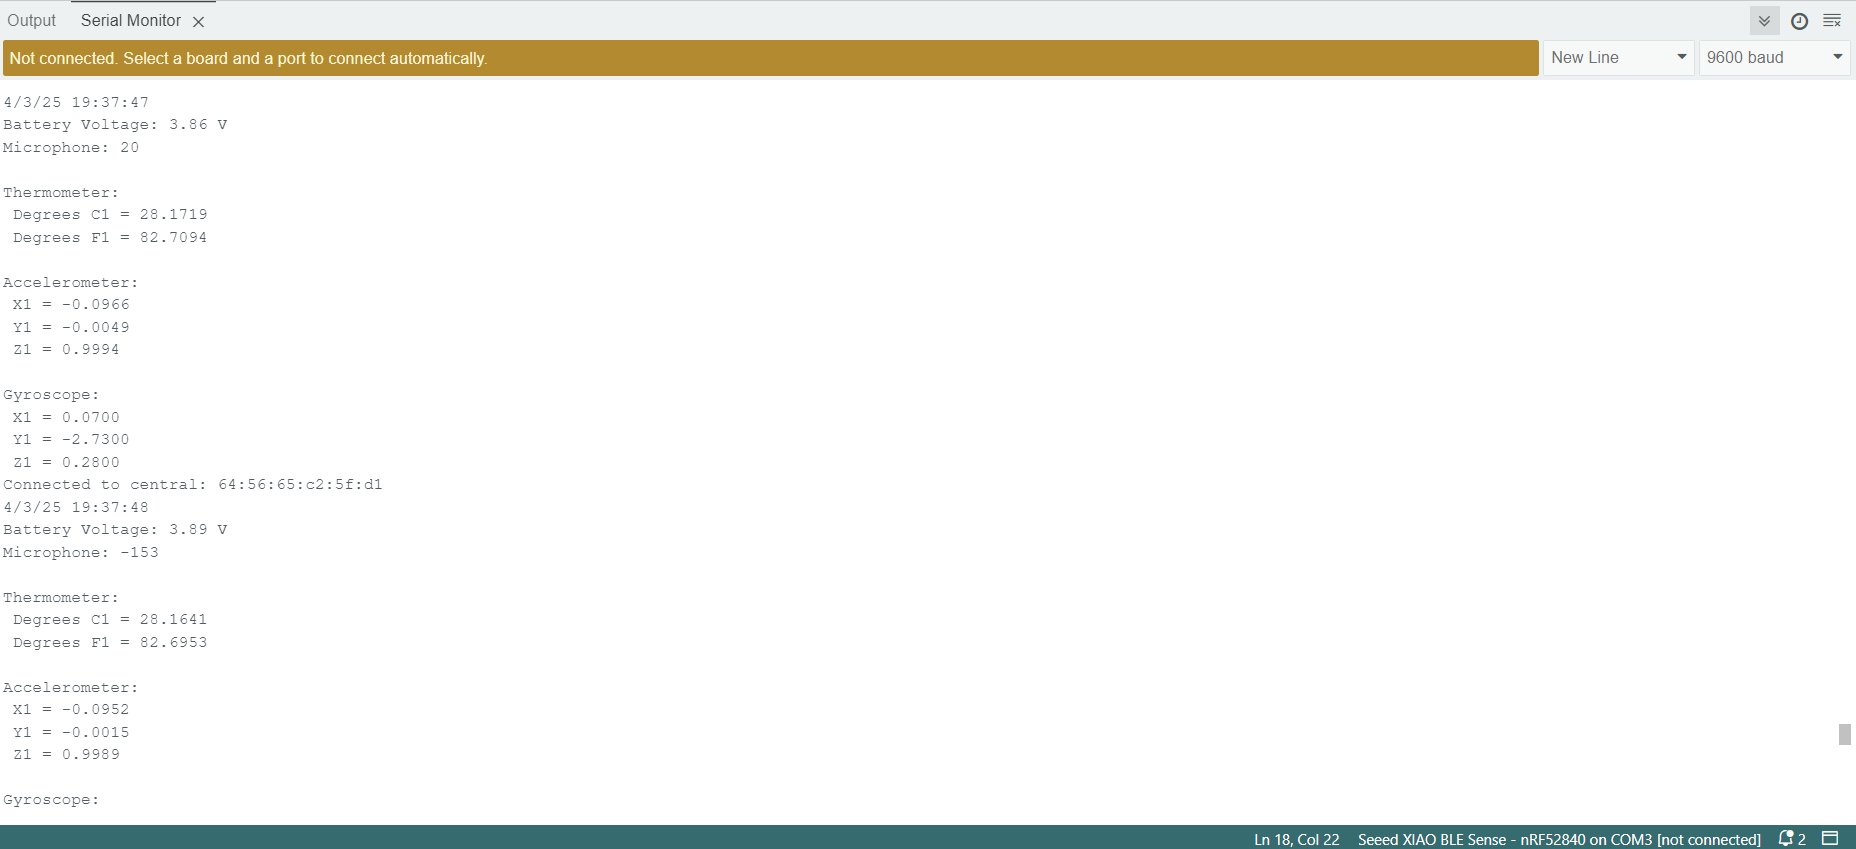 Output Serial Monitor
Not connected. Select a board and a port to connect automatically. New Line 9600 baud
4/3/25 19:37:47
Battery Voltage: 3.86 V
Microphone: 20
Thermometer:
Degrees C1 = 28.1719
Degrees F1 = 82.7094
Accelerometer:
X1 = -0.0966
Y1 = -0.0049
Z1 = 0.9994
Gyroscope:
X1 = 0.0700
Y1 = -2.7300
Z1 = 0.2800
Connected to central: 64:56:65:c2:5f:d1
4/3/25 19:37:48
Battery Voltage: 3.89 V
Microphone: -153
Thermometer:
Degrees C1 = 28.1641
Degrees F1 = 82.6953
Accelerometer:
X1 = -0.0952
Y1 = -0.0015
Z1 = 0.9989
Gyroscope:
Ln 18, Col 22 Seeed XIAO BLE Sense - nRF52840 on COM3 [not connected] 2